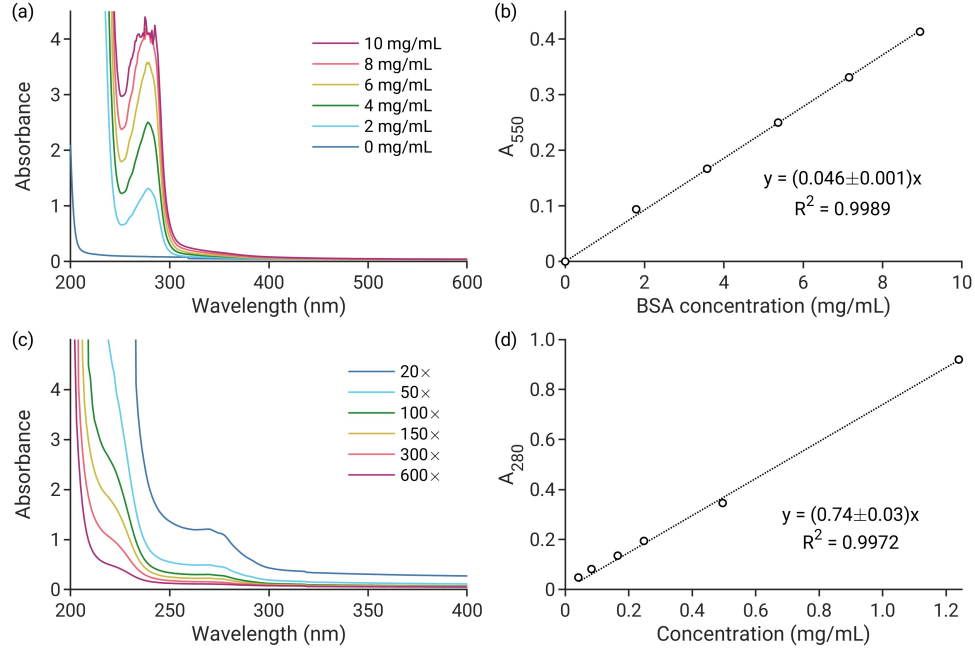 (a)
Absorbance
4
3
2
1
0
200
300
400
500
600
Wavelength (nm)
10 mg/mL
8 mg/mL
6 mg/mL
4 mg/mL
2 mg/mL
0 mg/mL
(b)
A550
0.4
0.3
0.2
0.1
0
0
2
4
6
8
10
BSA concentration (mg/mL)
y = (0.046±0.001)x
R2 = 0.9989
(c)
Absorbance
4
3
2
1
0
200
250
300
350
400
Wavelength (nm)
20×
50×
100×
150×
300×
600×
(d)
A280
1.0
0.8
0.6
0.4
0.2
0
0
0.2
0.4
0.6
0.8
1.0
1.2
Concentration (mg/mL)
y = (0.74±0.03)x
R2 = 0.9972